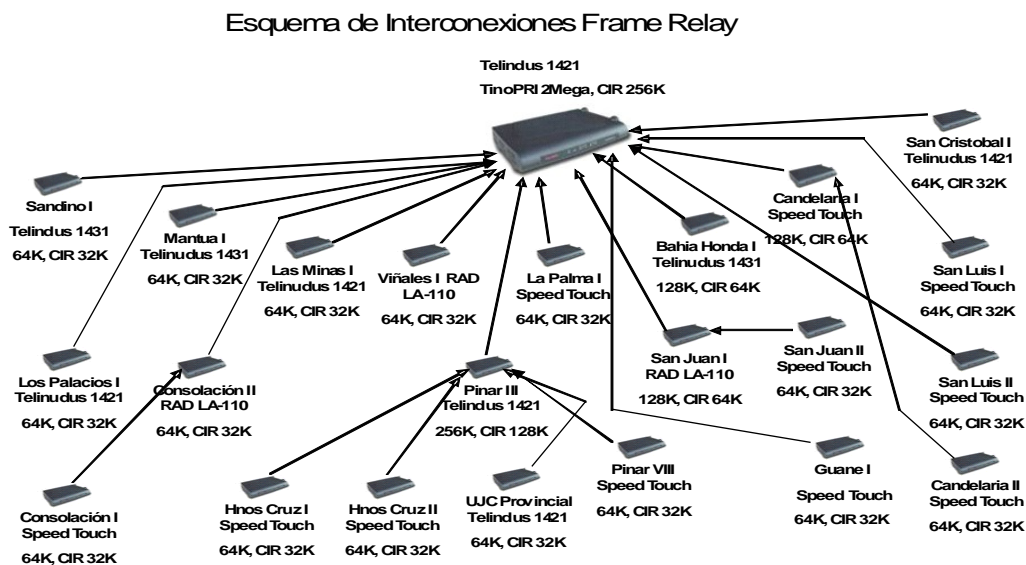 Esquema de Interconexiones Frame Relay
Telindus 1421
TinoPRI 2Mega, CIR 256K
San Cristobal I
Telinudus 1421
64K, CIR 32K
Sandino I
Telindus 1431
64K, CIR 32K
Mantua I
Telinudus 1431
64K, CIR 32K
Las Minas I
Telinudus 1421
64K, CIR 32K
Viñales I RAD
LA-110
64K, CIR 32K
La Palma I
Speed Touch
64K, CIR 32K
Bahia Honda I
Telinudus 1431
128K, CIR 64K
Candelaria I
Speed Touch
128K, CIR 64K
San Luis I
Speed Touch
64K, CIR 32K
Los Palacios I
Telinudus 1421
64K, CIR 32K
Consolación II
RAD LA-110
64K, CIR 32K
Pinar III
Telindus 1421
256K, CIR 128K
San Juan I
RAD LA-110
128K, CIR 64K
San Juan II
Speed Touch
64K, CIR 32K
San Luis II
Speed Touch
64K, CIR 32K
Consolación I
Speed Touch
64K, CIR 32K
Hnos Cruz I
Speed Touch
64K, CIR 32K
Hnos Cruz II
Speed Touch
64K, CIR 32K
UJC Provincial
Telindus 1421
64K, CIR 32K
Pinar VIII
Speed Touch
64K, CIR 32K
Guane I
Speed Touch
64K, CIR 32K
Candelaria II
Speed Touch
64K, CIR 32K